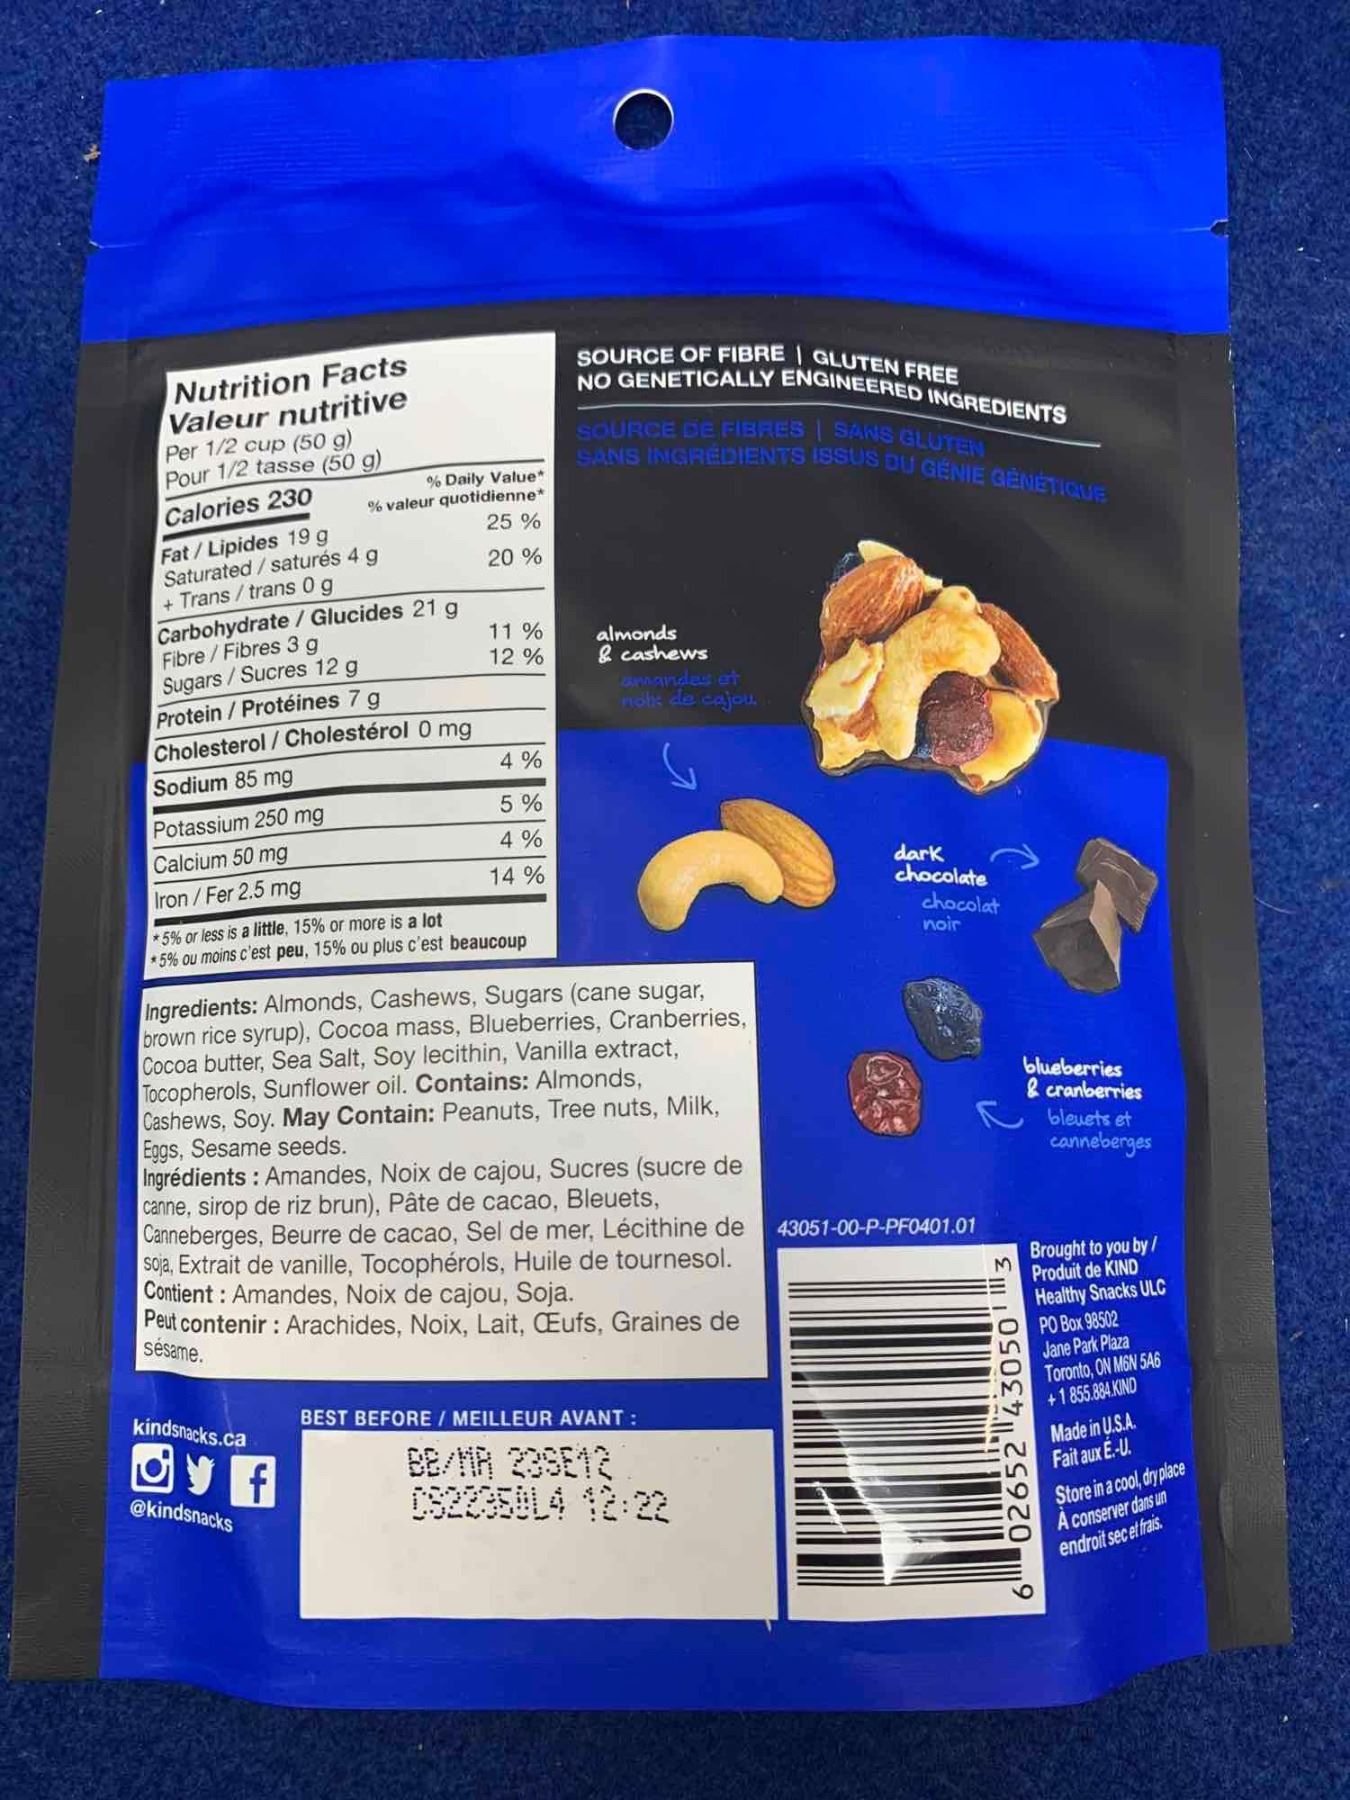 Nutrition Facts
Valeur nutritive
Per 1/2 cup (50 g)
Pour 1/2 tasse (50 g)
Calories 230
% Daily Value*
% valeur quotidienne*
Fat / Lipides 19 g 25 %
Saturated / saturés 4 g
+ Trans / trans 0 g 20 %
Carbohydrate / Glucides 21 g
Fibre / Fibres 3 g 11 %
Sugars / Sucres 12 g 12 %
Protein / Protéines 7 g
Cholesterol / Cholestérol 0 mg
Sodium 85 mg 4 %
Potassium 250 mg 5 %
Calcium 50 mg 4 %
Iron / Fer 2.5 mg 14 %
*5% or less is a little, 15% or more is a lot
*5% ou moins c'est peu, 15% ou plus c'est beaucoup
SOURCE OF FIBRE | GLUTEN FREE
NO GENETICALLY ENGINEERED INGREDIENTS
SOURCE DE FIBRES | SANS GLUTEN
SANS INGRÉDIENTS ISSUS DU GÉNIE GÉNÉTIQUE
almonds
& cashews
amandes et
noix de cajou
dark
chocolate
chocolat
noir
blueberries
& cranberries
bleuets et
canneberges
Ingredients: Almonds, Cashews, Sugars (cane sugar,
brown rice syrup), Cocoa mass, Blueberries, Cranberries,
Cocoa butter, Sea Salt, Soy lecithin, Vanilla extract,
Tocopherols, Sunflower oil. Contains: Almonds,
Cashews, Soy. May Contain: Peanuts, Tree nuts, Milk,
Eggs, Sesame seeds.
Ingrédients : Amandes, Noix de cajou, Sucres (sucre de
canne, sirop de riz brun), Pâte de cacao, Bleuets,
Canneberges, Beurre de cacao, Sel de mer, Lécithine de
soja, Extrait de vanille, Tocophérols, Huile de tournesol.
Contient : Amandes, Noix de cajou, Soja.
Peut contenir : Arachides, Noix, Lait, Œufs, Graines de
sésame.
kindsnacks.ca
@kindsnacks
BEST BEFORE / MEILLEUR AVANT :
BB/MA 23SE12
CS22350L4 12:22
43051-00-P-PF0401.01
6 02652 43050 3
Brought to you by /
Produit de KIND
Healthy Snacks ULC
PO Box 98502
Jane Park Plaza
Toronto, ON M6N 5A6
+1 855.884.KIND
Made in U.S.A.
Fait aux É.-U.
Store in a cool, dry place
À conserver dans un
endroit sec et frais.